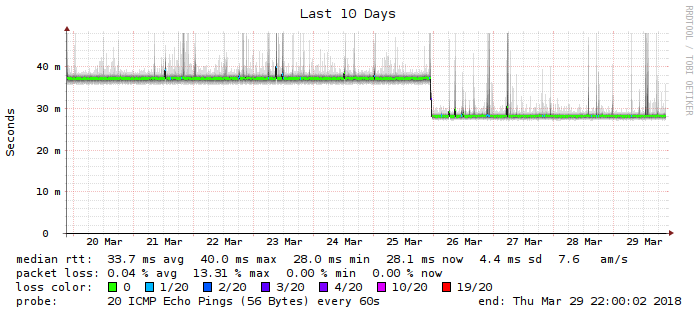 Last 10 Days
RRDTOOL / TOBI OETIKER
Seconds
40 m
30 m
20 m
10 m
0
20 Mar 21 Mar 22 Mar 23 Mar 24 Mar 25 Mar 26 Mar 27 Mar 28 Mar 29 Mar
median rtt: 33.7 ms avg 40.0 ms max 28.0 ms min 28.1 ms now 4.4 ms sd 7.6 am/s
packet loss: 0.04 % avg 13.31 % max 0.00 % min 0.00 % now
loss color: 0 1/20 2/20 3/20 4/20 10/20 19/20
probe: 20 ICMP Echo Pings (56 Bytes) every 60s end: Thu Mar 29 22:00:02 2018